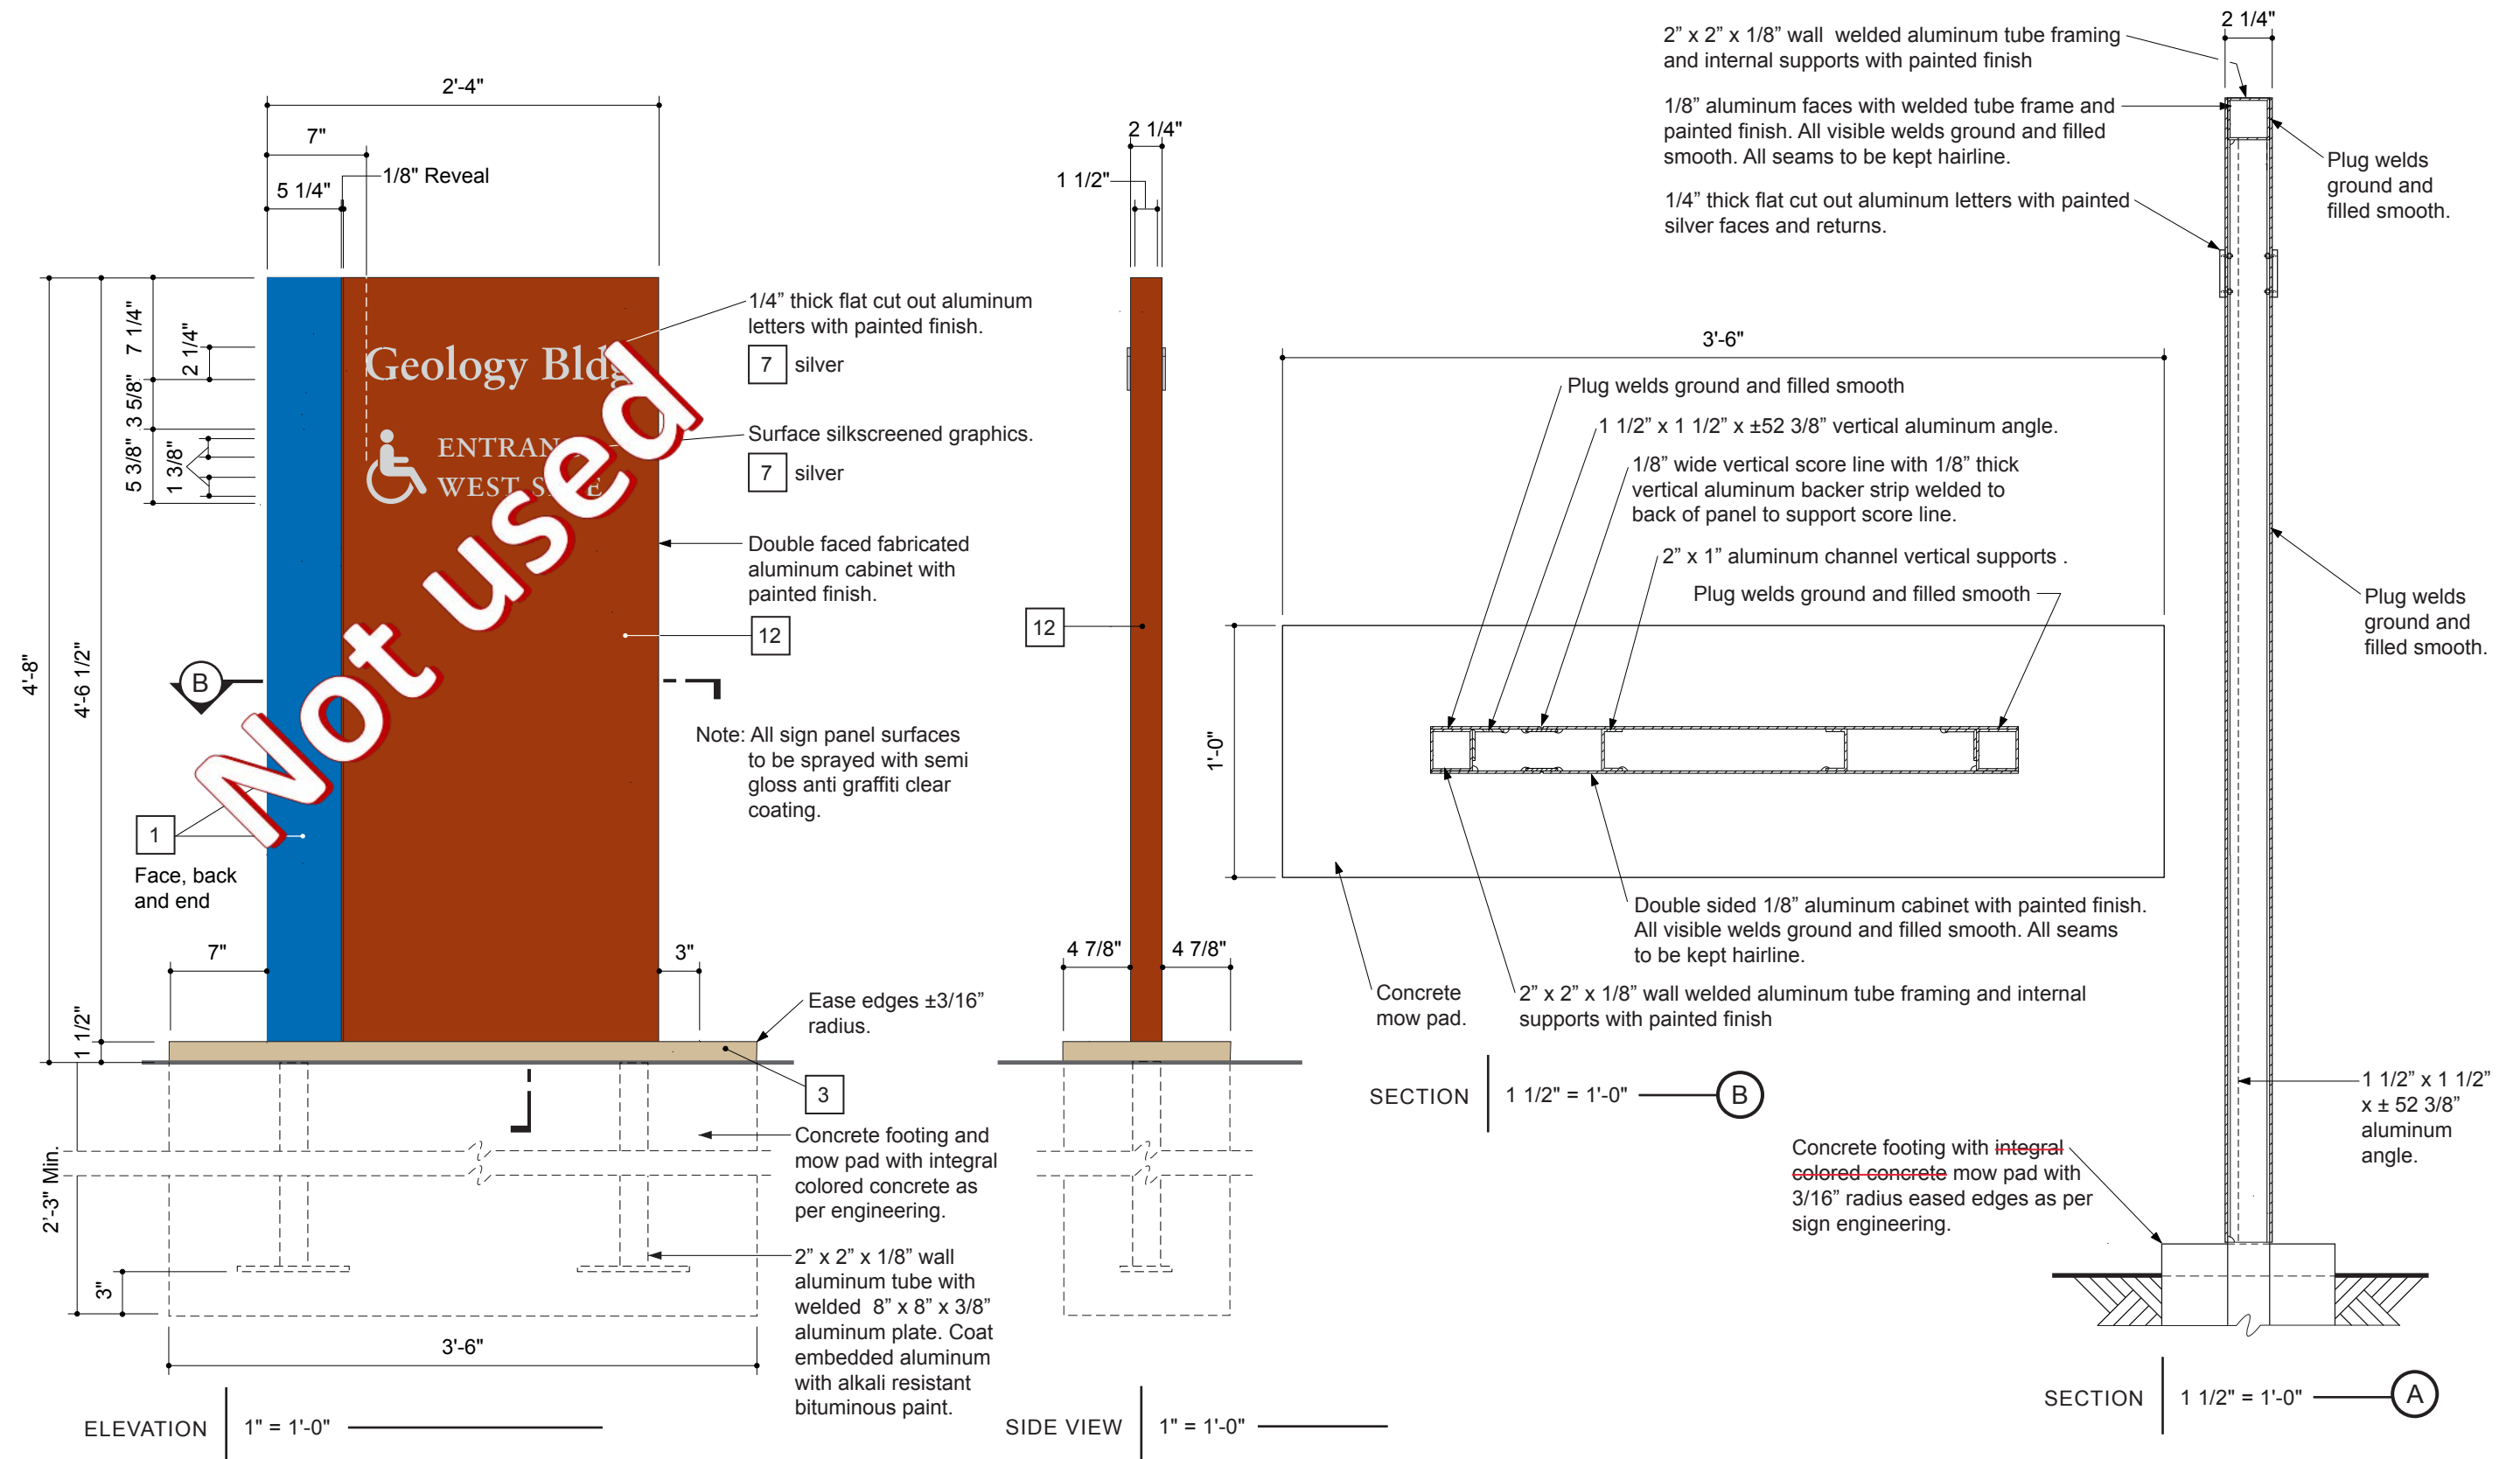 2'-4"
7"
1/8" Reveal
5 1/4"
7 1/4"
2 1/4"
3 5/8"
5 3/8"
1 3/8"
4'-8"
4'-6 1/2"
1 1/2"
2'-3" Min.
3"
Geology Bldg
ENTRAN
WEST S E
Not used
B
1
Face, back
and end
7"
3"
3'-6"
1/4” thick flat cut out aluminum
letters with painted finish.
7 silver
Surface silkscreened graphics.
7 silver
Double faced fabricated
aluminum cabinet with
painted finish.
12
Note: All sign panel surfaces
to be sprayed with semi
gloss anti graffiti clear
coating.
Ease edges ±3/16”
radius.
3
Concrete footing and
mow pad with integral
colored concrete as
per engineering.
2” x 2” x 1/8” wall
aluminum tube with
welded 8” x 8” x 3/8”
aluminum plate. Coat
embedded aluminum
with alkali resistant
bituminous paint.
ELEVATION 1" = 1'-0"
2 1/4"
1 1/2"
12
4 7/8"
4 7/8"
SIDE VIEW 1" = 1'-0"
3'-6"
Plug welds ground and filled smooth
1 1/2” x 1 1/2” x ±52 3/8” vertical aluminum angle.
1/8” wide vertical score line with 1/8” thick
vertical aluminum backer strip welded to
back of panel to support score line.
2” x 1” aluminum channel vertical supports .
Plug welds ground and filled smooth
1'-0"
Double sided 1/8” aluminum cabinet with painted finish.
All visible welds ground and filled smooth. All seams
to be kept hairline.
Concrete
mow pad.
2” x 2” x 1/8” wall welded aluminum tube framing and internal
supports with painted finish
SECTION 1 1/2" = 1'-0" B
2 1/4"
2” x 2” x 1/8” wall welded aluminum tube framing
and internal supports with painted finish
1/8” aluminum faces with welded tube frame and
painted finish. All visible welds ground and filled
smooth. All seams to be kept hairline.
1/4” thick flat cut out aluminum letters with painted
silver faces and returns.
Plug welds
ground and
filled smooth.
Plug welds
ground and
filled smooth.
1 1/2” x 1 1/2”
x ± 52 3/8”
aluminum
angle.
Concrete footing with integral
colored concrete mow pad with
3/16” radius eased edges as per
sign engineering.
SECTION 1 1/2" = 1'-0" A